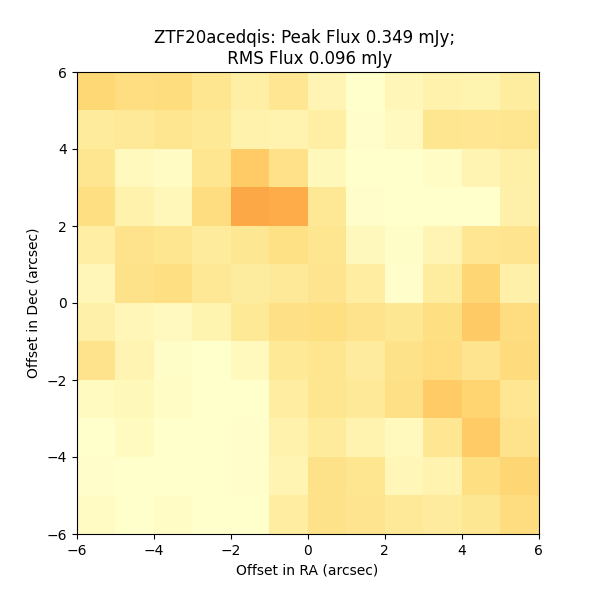 ZTF20acedqis: Peak Flux 0.349 mJy;
RMS Flux 0.096 mJy
6
4
2
0
−2
−4
−6
Offset in Dec (arcsec)
−6 −4 −2 0 2 4 6
Offset in RA (arcsec)